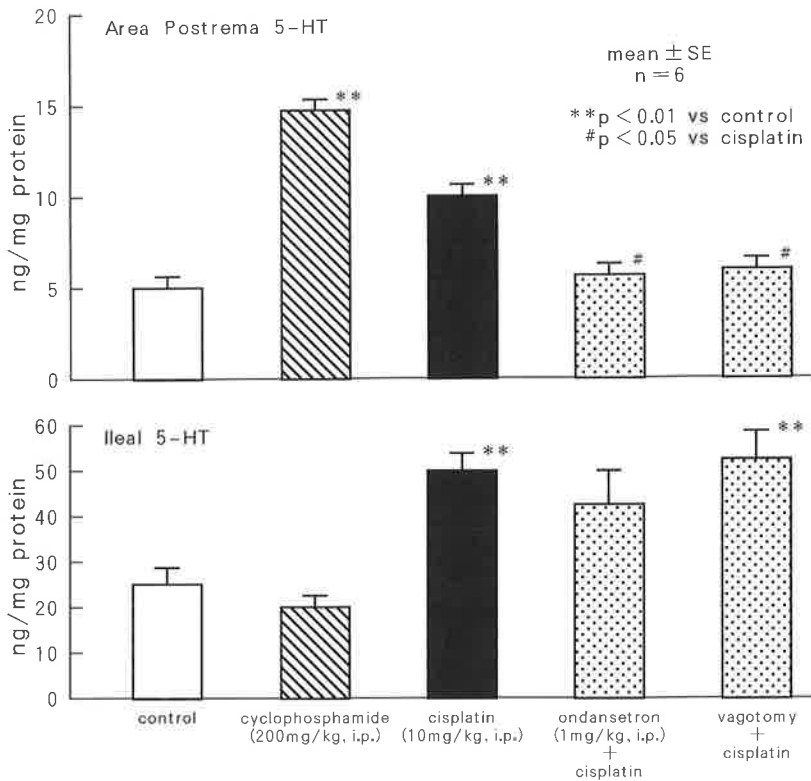 Area Postrema 5-HT
mean ± SE
n = 6
**p < 0.01 vs control
#p < 0.05 vs cisplatin
ng/mg protein
20
15
10
5
0
**
**
#
#
Ileal 5-HT
ng/mg protein
60
50
40
30
20
10
0
**
**
control
cyclophosphamide
(200mg/kg, i.p.)
cisplatin
(10mg/kg, i.p.)
ondansetron
(1mg/kg, i.p.)
+
cisplatin
vagotomy
+
cisplatin